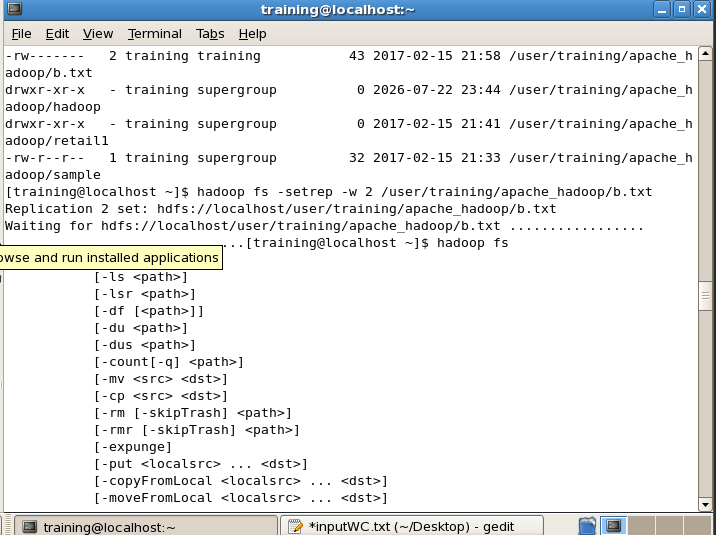 training@localhost:~
File Edit View Terminal Tabs Help
-rw------- 2 training training 43 2017-02-15 21:58 /user/training/apache_h
adoop/b.txt
drwxr-xr-x - training supergroup 0 2026-07-22 23:44 /user/training/apache_h
adoop/hadoop
drwxr-xr-x - training supergroup 0 2017-02-15 21:41 /user/training/apache_h
adoop/retail1
-rw-r--r-- 1 training supergroup 32 2017-02-15 21:33 /user/training/apache_h
adoop/sample
[training@localhost ~]$ hadoop fs -setrep -w 2 /user/training/apache_hadoop/b.txt
Replication 2 set: hdfs://localhost/user/training/apache_hadoop/b.txt
Waiting for hdfs://localhost/user/training/apache_hadoop/b.txt .................
...[training@localhost ~]$ hadoop fs
owse and run installed applications
[-ls <path>]
[-lsr <path>]
[-df [<path>]]
[-du <path>]
[-dus <path>]
[-count[-q] <path>]
[-mv <src> <dst>]
[-cp <src> <dst>]
[-rm [-skipTrash] <path>]
[-rmr [-skipTrash] <path>]
[-expunge]
[-put <localsrc> ... <dst>]
[-copyFromLocal <localsrc> ... <dst>]
[-moveFromLocal <localsrc> ... <dst>]
training@localhost:~
*inputWC.txt (~/Desktop) - gedit